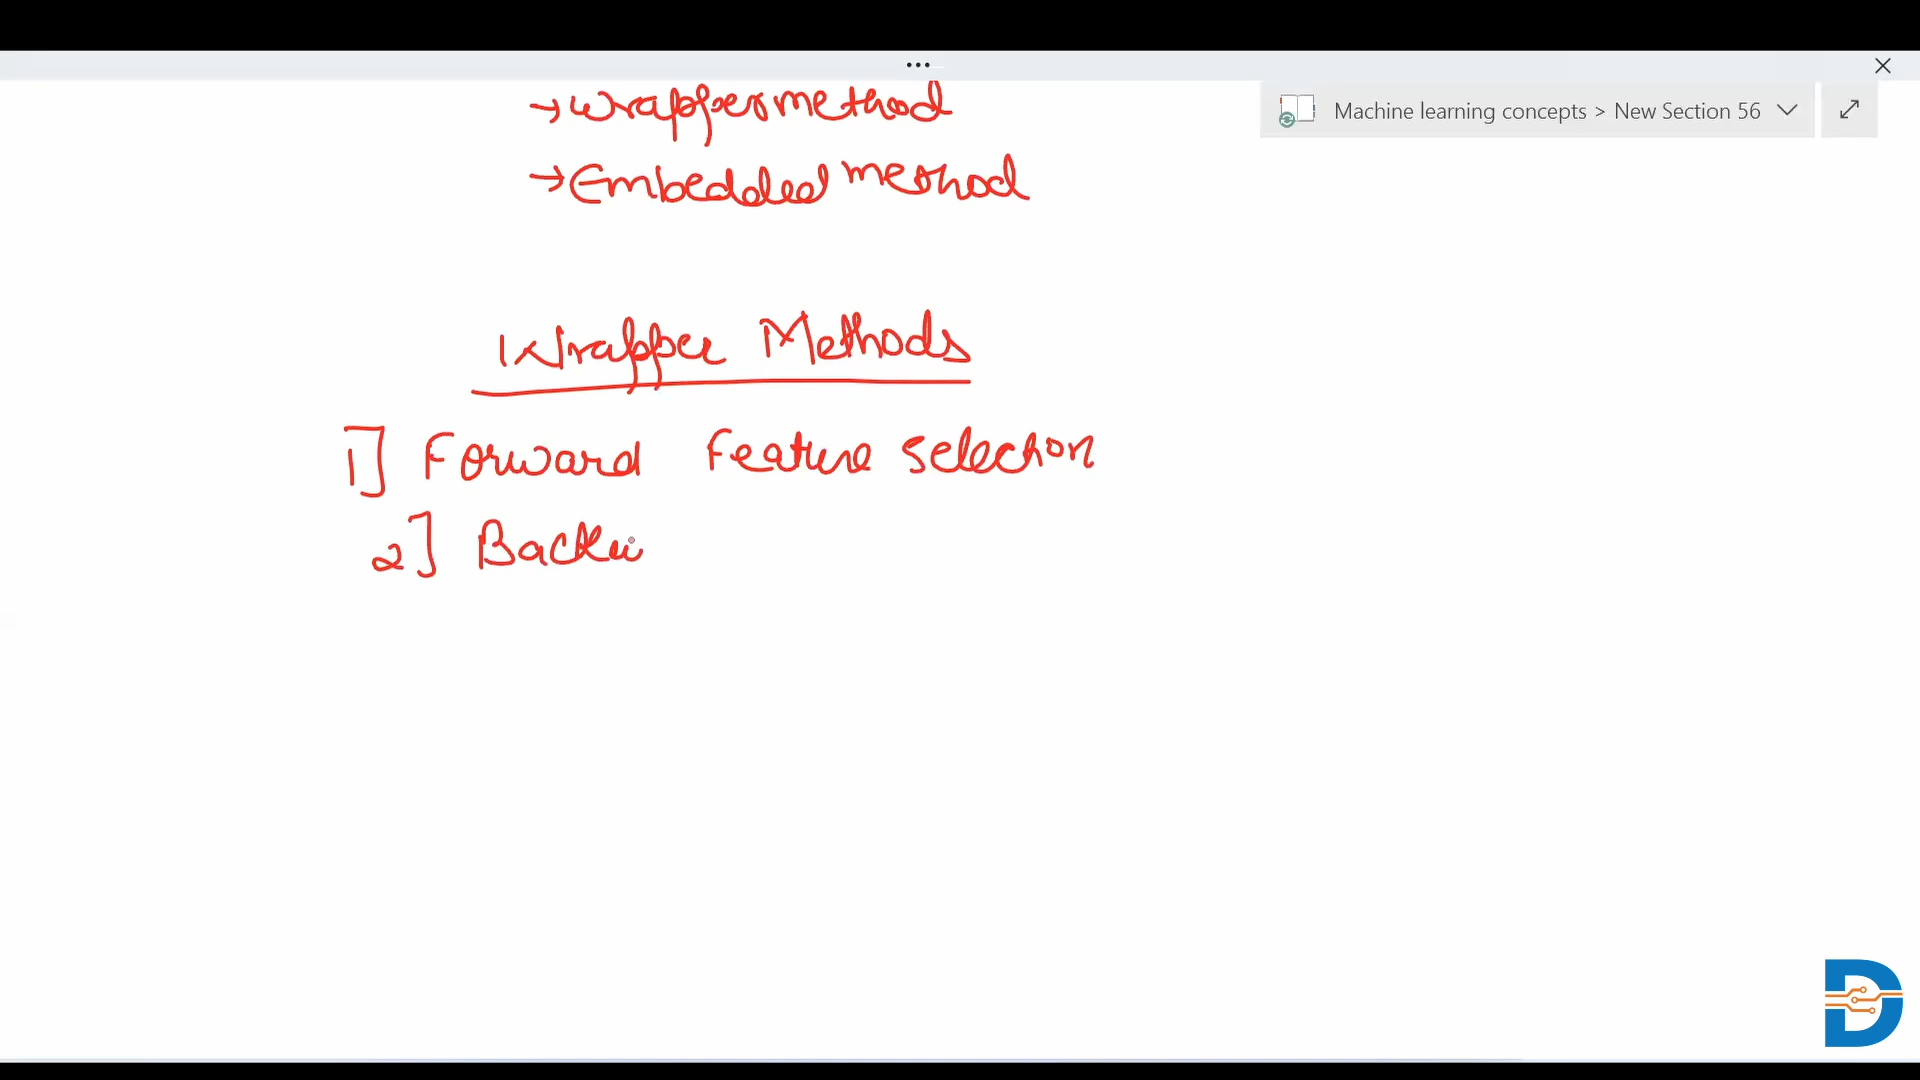 → wrapper method
Machine learning concepts > New Section 56
→ Embedded method
Wrapper Methods
1] Forward Feature selection
2] Backw